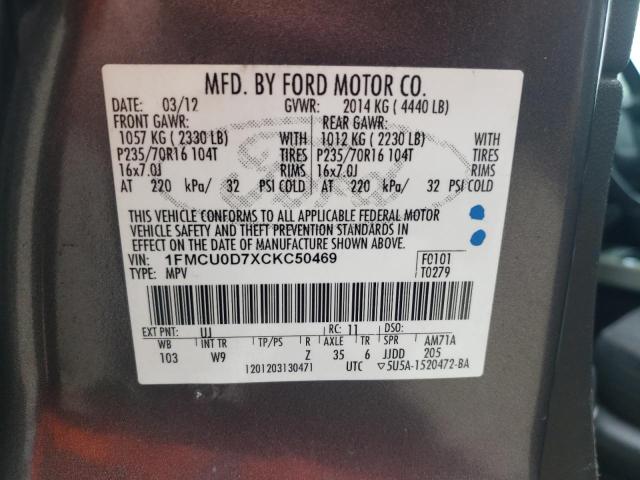 MFD. BY FORD MOTOR CO.
DATE: 03/12 GVWR: 2014 KG (4440 LB)
FRONT GAWR: REAR GAWR:
1057 KG (2330 LB) WITH 1012 KG (2230 LB) WITH
P235/70R16 104T TIRES P235/70R16 104T TIRES
16x7.0J RIMS 16x7.0J RIMS
AT 220 kPa/ 32 PSI COLD AT 220 kPa/ 32 PSI COLD
THIS VEHICLE CONFORMS TO ALL APPLICABLE FEDERAL MOTOR
VEHICLE SAFETY AND THEFT PREVENTION STANDARDS IN
EFFECT ON THE DATE OF MANUFACTURE SHOWN ABOVE.
VIN: 1FMCU0D7XCKC50469 F0101
TYPE: MPV T0279
EXT PNT: UJ RC: 11 DSO:
WB INT TR TP/PS R AXLE TR SPR AM71A
103 W9 Z 35 6 JJDD 205
1201203130471 UTC ▽5U5A-1520472-BA